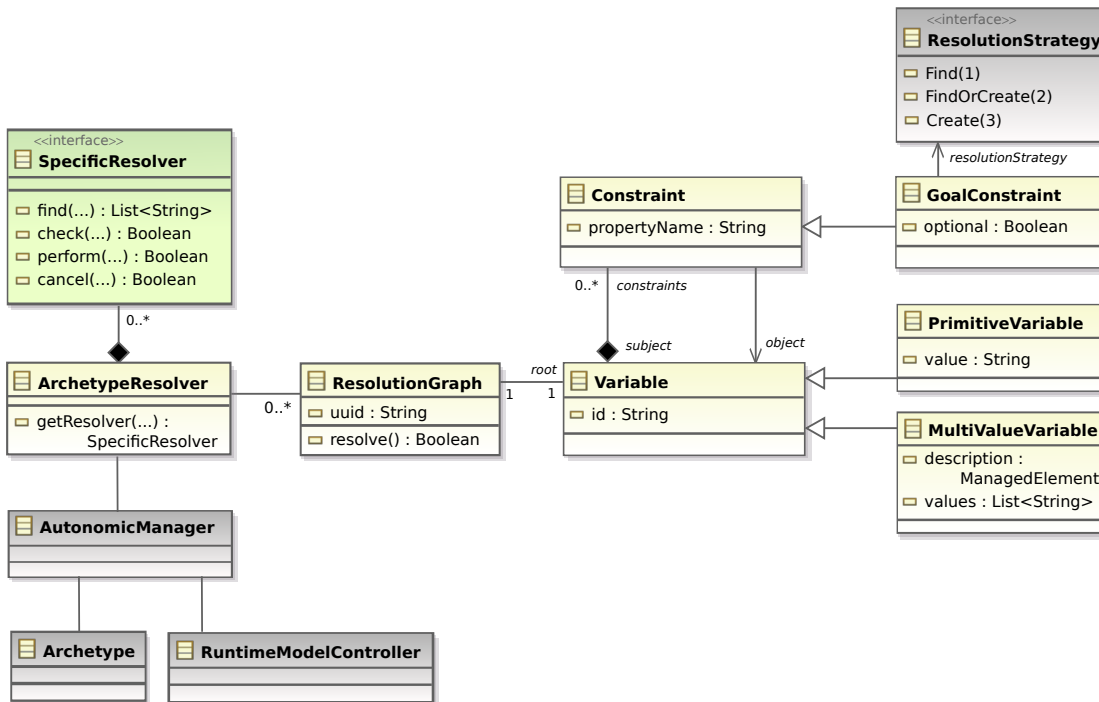 <<interface>>
ResolutionStrategy
Find(1)
FindOrCreate(2)
Create(3)
resolutionStrategy
<<interface>>
SpecificResolver
find(...) : List<String>
check(...) : Boolean
perform(...) : Boolean
cancel(...) : Boolean
0..*
Constraint
propertyName : String
0..*
constraints
subject
object
GoalConstraint
optional : Boolean
PrimitiveVariable
value : String
ArchetypeResolver
getResolver(...) :
SpecificResolver
0..*
ResolutionGraph
uuid : String
resolve() : Boolean
1
root
1
Variable
id : String
MultiValueVariable
description :
ManagedElement
values : List<String>
AutonomicManager
Archetype
RuntimeModelController